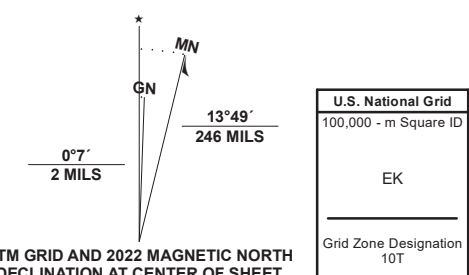 ★
MN
GN
13°49´
246 MILS
0°7´
2 MILS
TM GRID AND 2022 MAGNETIC NORTH
DECLINATION AT CENTER OF SHEET
U.S. National Grid
100,000 - m Square ID
EK
Grid Zone Designation
10T